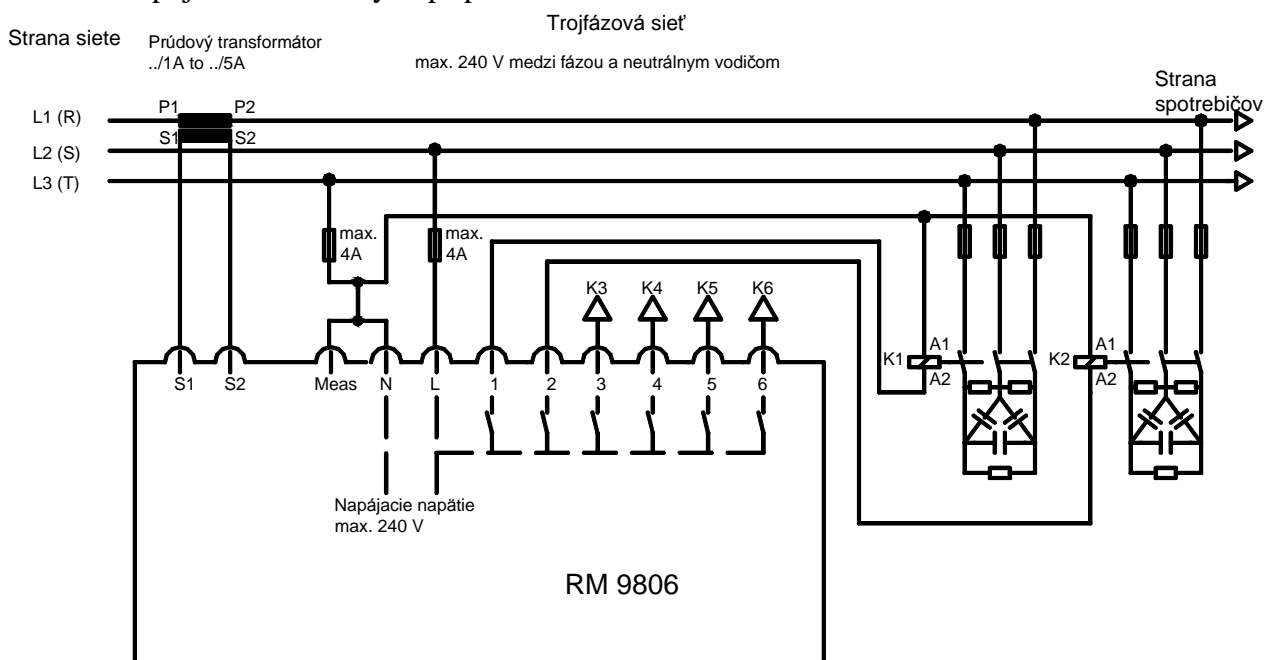 Trojfázová sieť
Strana siete
Prúdový transformátor
../1A to ../5A
max. 240 V medzi fázou a neutrálnym vodičom
Strana
spotrebičov
L1 (R)
P1
P2
S1
S2
L2 (S)
L3 (T)
max.
4A
max.
4A
K3
K4
K5
K6
K1
A1
A2
K2
A1
A2
S1
S2
Meas
N
L
1
2
3
4
5
6
Napájacie napätie
max. 240 V
RM 9806